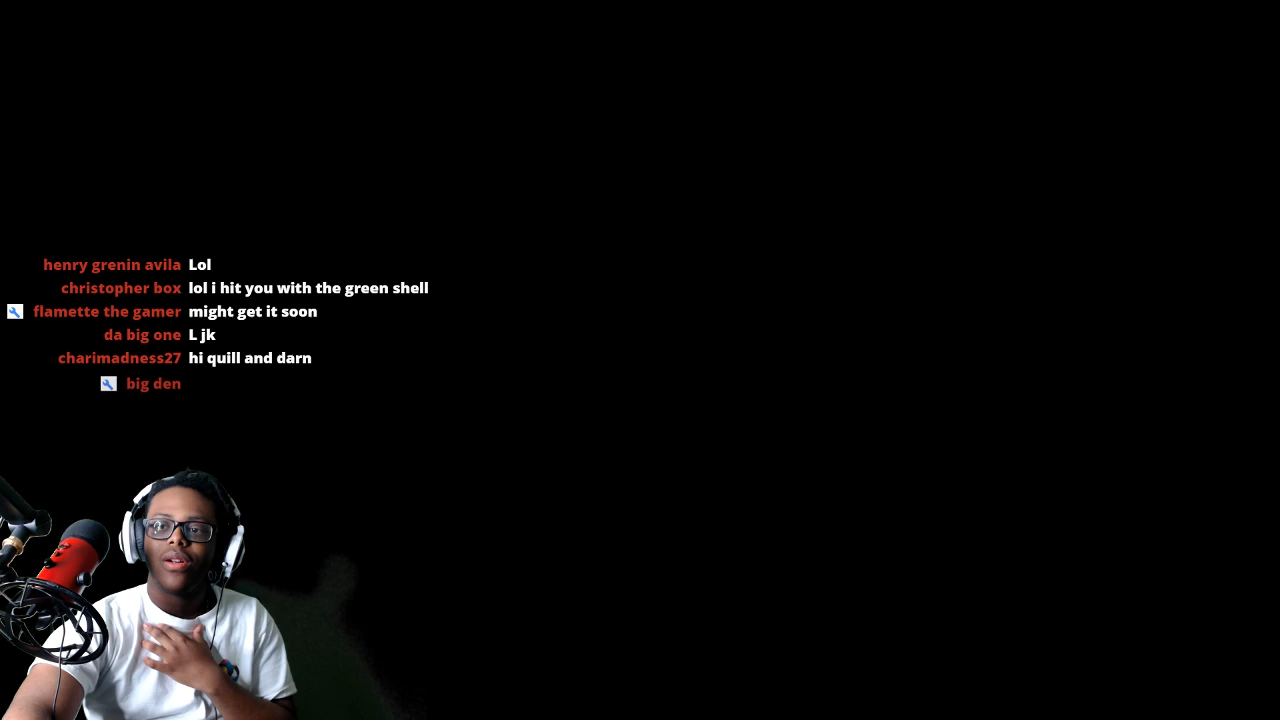 henry grenin avila Lol
christopher box lol i hit you with the green shell
flamette the gamer might get it soon
da big one L jk
charimadness27 hi quill and darn
big den